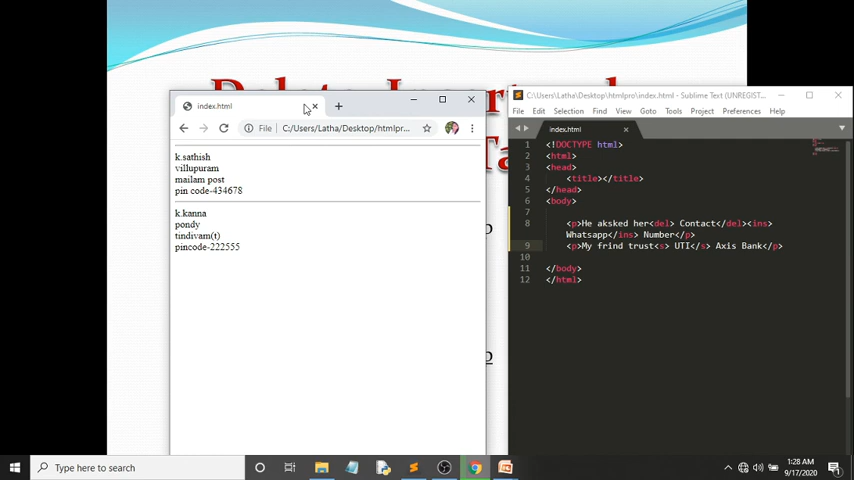 index.html
File
C:/Users/Latha/Desktop/htmlpro...
k.sathish
villupuram
mailam post
pin code-434678
k.kanna
pondy
tindivam(t)
pincode-222555
C:\Users\Latha\Desktop\htmlpro\index.html - Sublime Text (UNREGIST...
File Edit Selection Find View Goto Tools Project Preferences Help
index.html
1 <!DOCTYPE html>
2 <html>
3 <head>
4 <title></title>
5 </head>
6 <body>
7
8 <p>He aksked her<del> Contact</del><ins>
Whatsapp</ins> Number</p>
9 <p>My frind trust<s> UTI</s> Axis Bank</p>
10
11 </body>
12 </html>
Type here to search
1:28 AM
9/17/2020